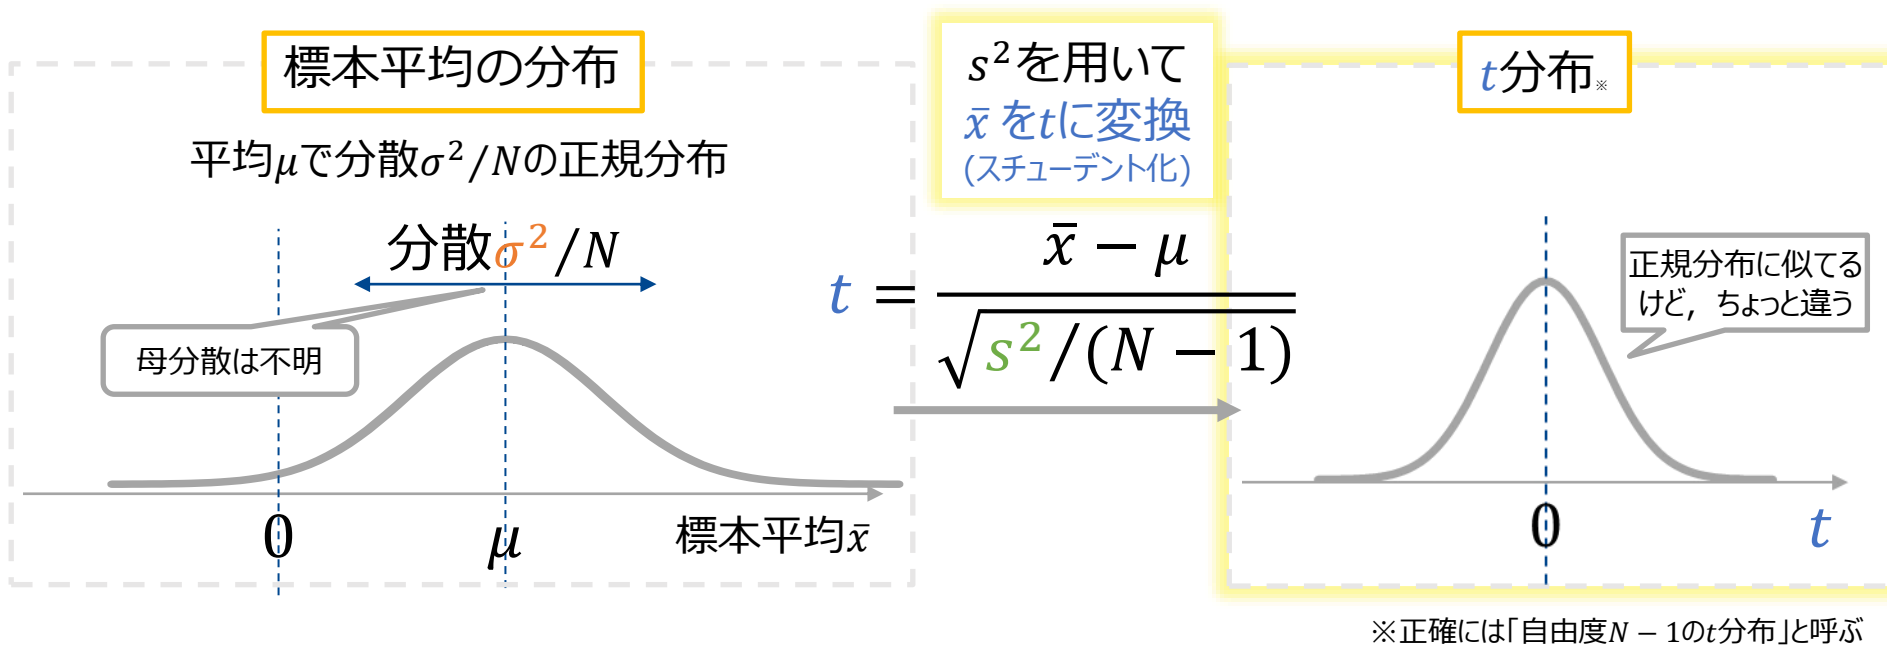 標本平均の分布
平均μで分散σ²/Nの正規分布
分散σ²/N
母分散は不明
0
μ
標本平均x̄
s²を用いて
x̄ をtに変換
(スチューデント化)
t = (x̄ − μ) / √(s²/(N − 1))
t分布※
正規分布に似てる
けど，ちょっと違う
0
t
※正確には「自由度N − 1のt分布」と呼ぶ